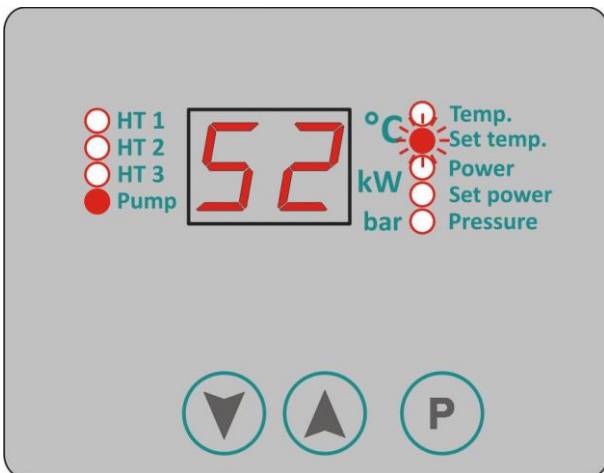 HT 1
HT 2
HT 3
Pump
52
°C
kW
bar
Temp.
Set temp.
Power
Set power
Pressure
P